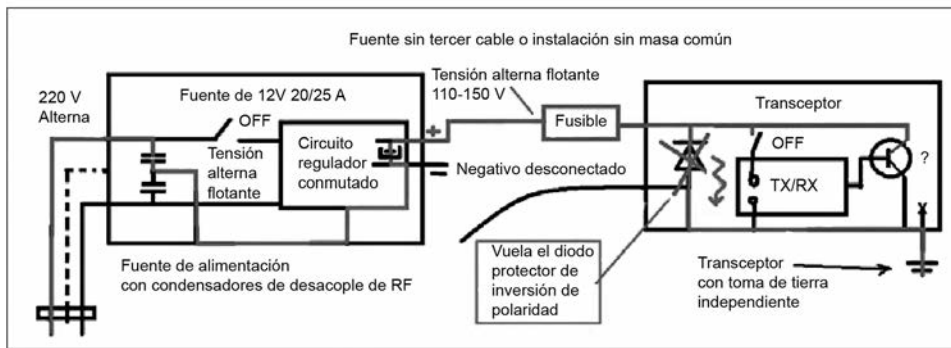 Fuente sin tercer cable o instalación sin masa común
220 V
Alterna
Fuente de 12V 20/25 A
OFF
Tensión
alterna
flotante
Circuito
regulador
conmutado
+
Tensión alterna flotante
110-150 V
Fusible
Negativo desconectado
Transceptor
OFF
TX/RX
?
Fuente de alimentación
con condensadores de desacople de RF
Vuela el diodo
protector de
inversión de
polaridad
Transceptor
con toma de tierra
independiente